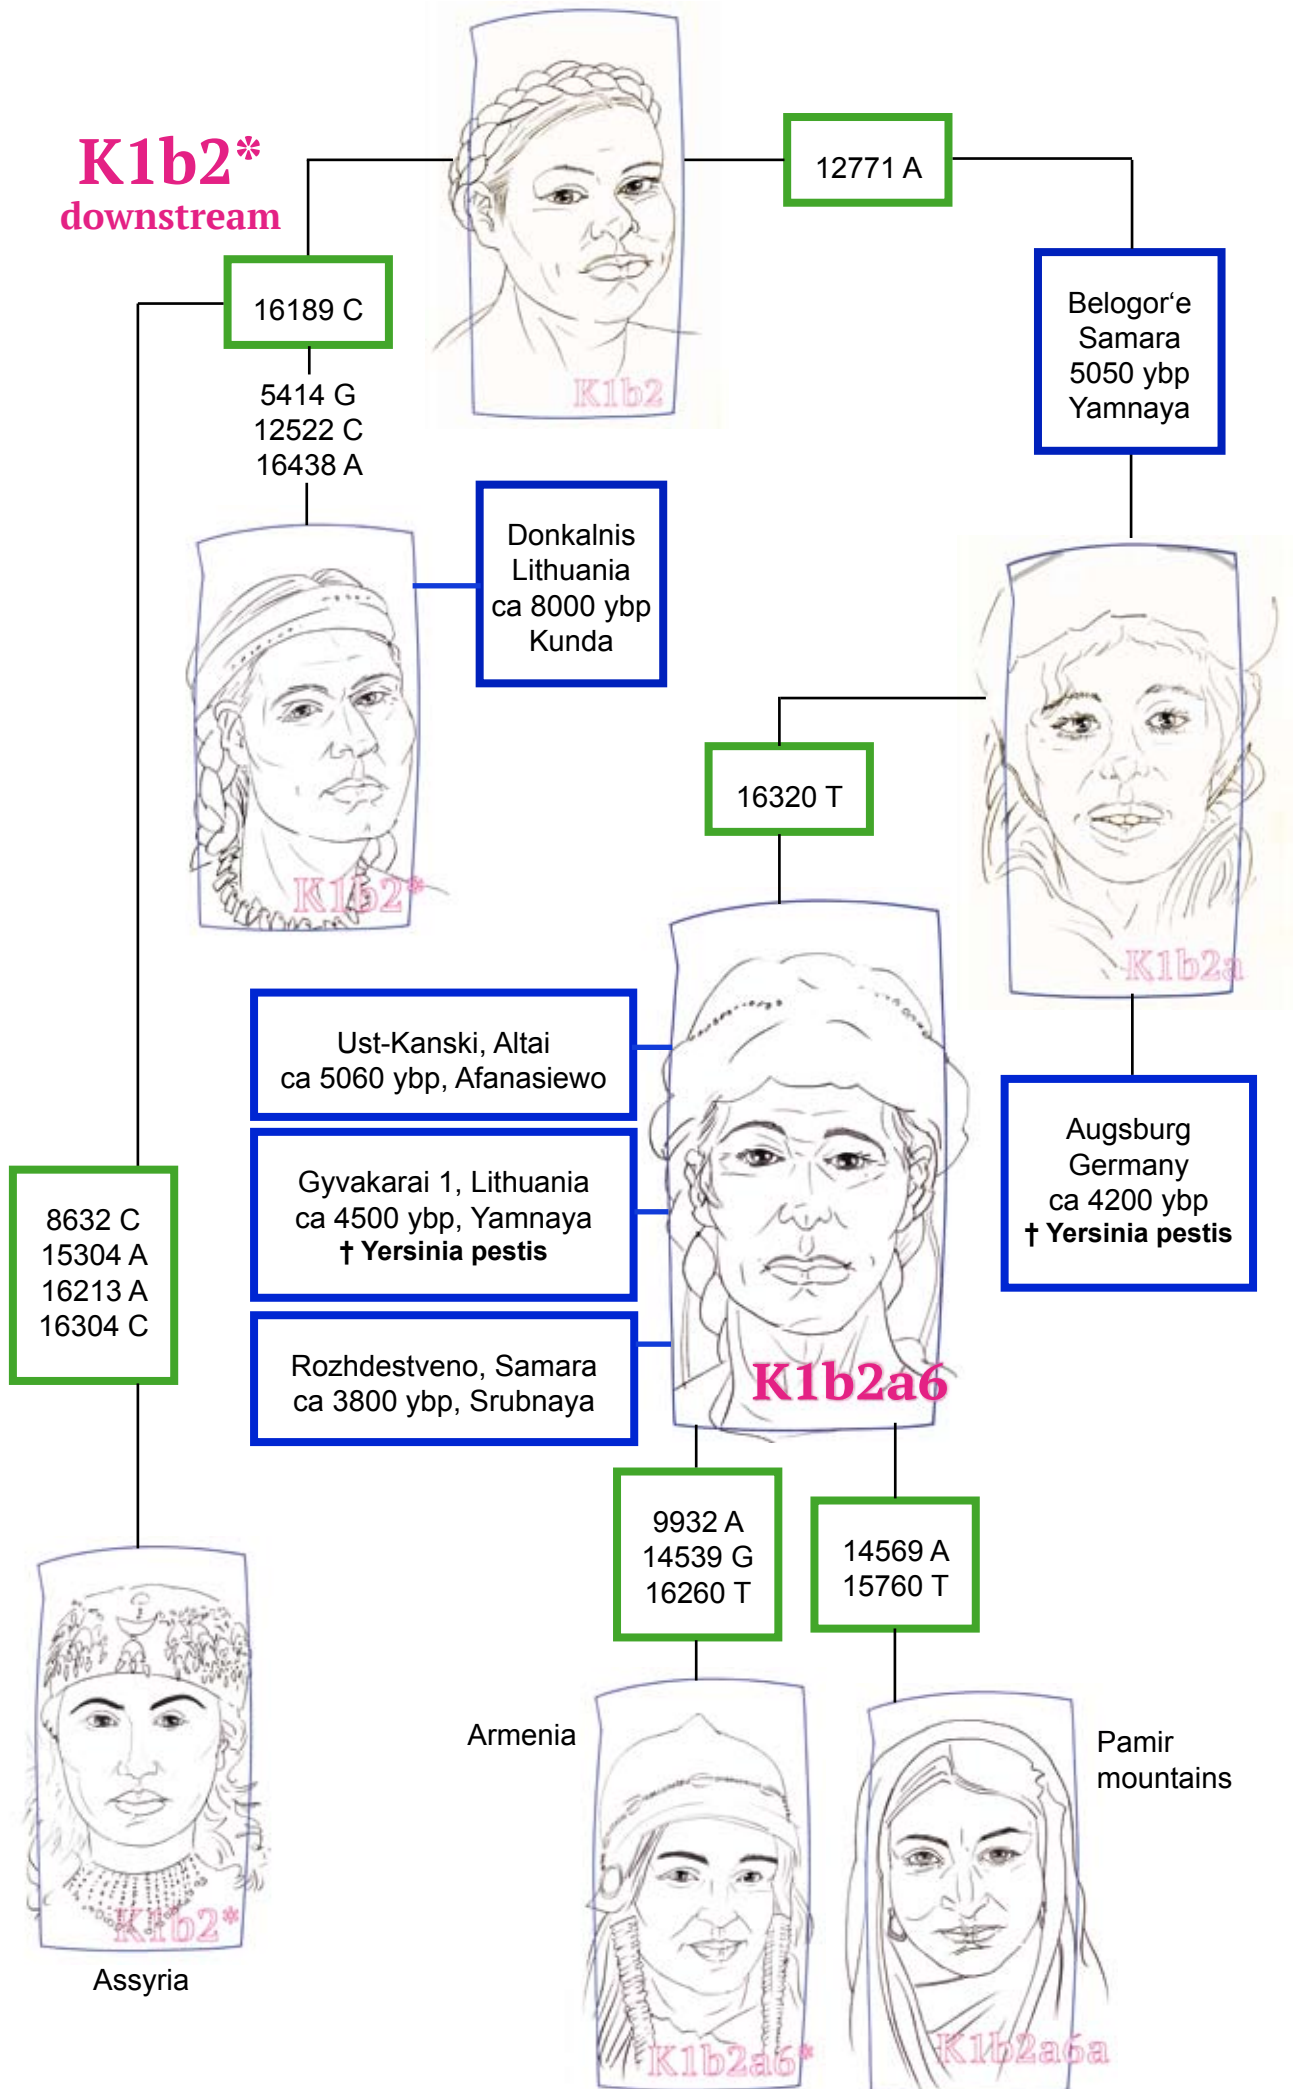 K1b2*
downstream
K1b2
12771 A
16189 C
5414 G
12522 C
16438 A
Belogor‘e
Samara
5050 ybp
Yamnaya
Donkalnis
Lithuania
ca 8000 ybp
Kunda
K1b2*
16320 T
K1b2a
Ust-Kanski, Altai
ca 5060 ybp, Afanasiewo
Gyvakarai 1, Lithuania
ca 4500 ybp, Yamnaya
† Yersinia pestis
Rozhdestveno, Samara
ca 3800 ybp, Srubnaya
K1b2a6
Augsburg
Germany
ca 4200 ybp
† Yersinia pestis
8632 C
15304 A
16213 A
16304 C
9932 A
14539 G
16260 T
14569 A
15760 T
K1b2*
Assyria
Armenia
K1b2a6*
Pamir
mountains
K1b2a6a